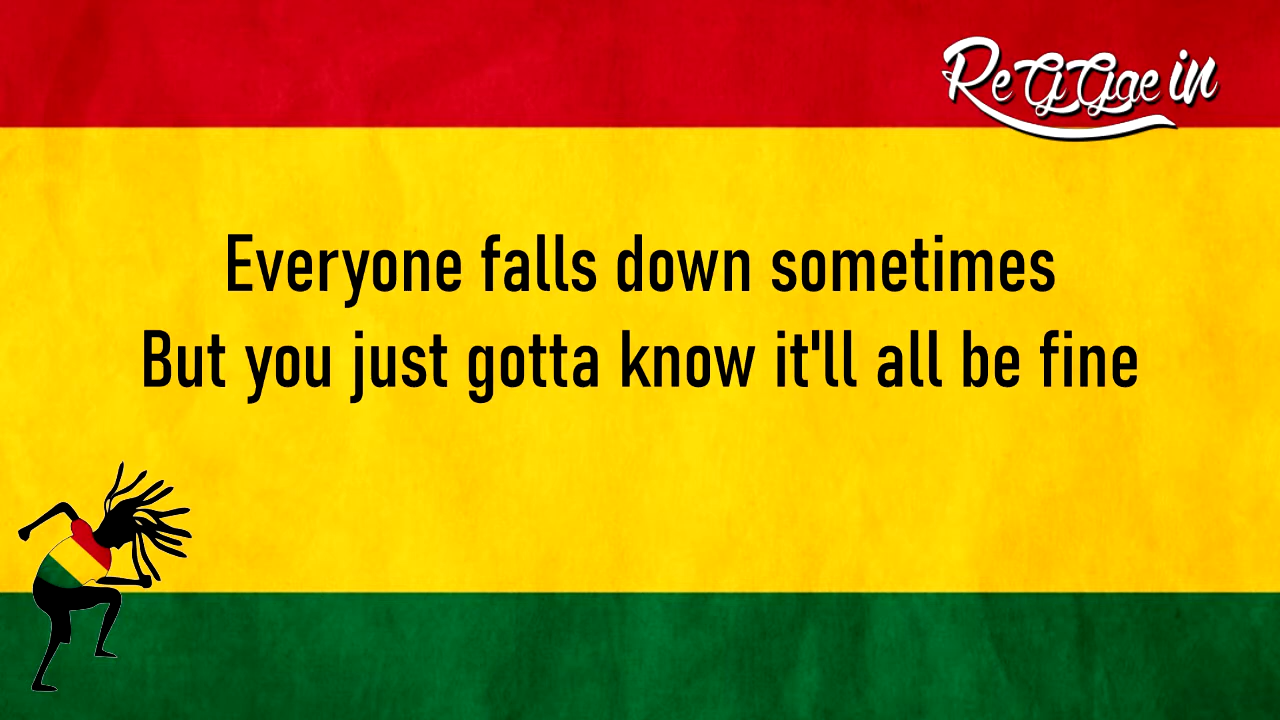 ReGGae in
Everyone falls down sometimes
But you just gotta know it'll all be fine